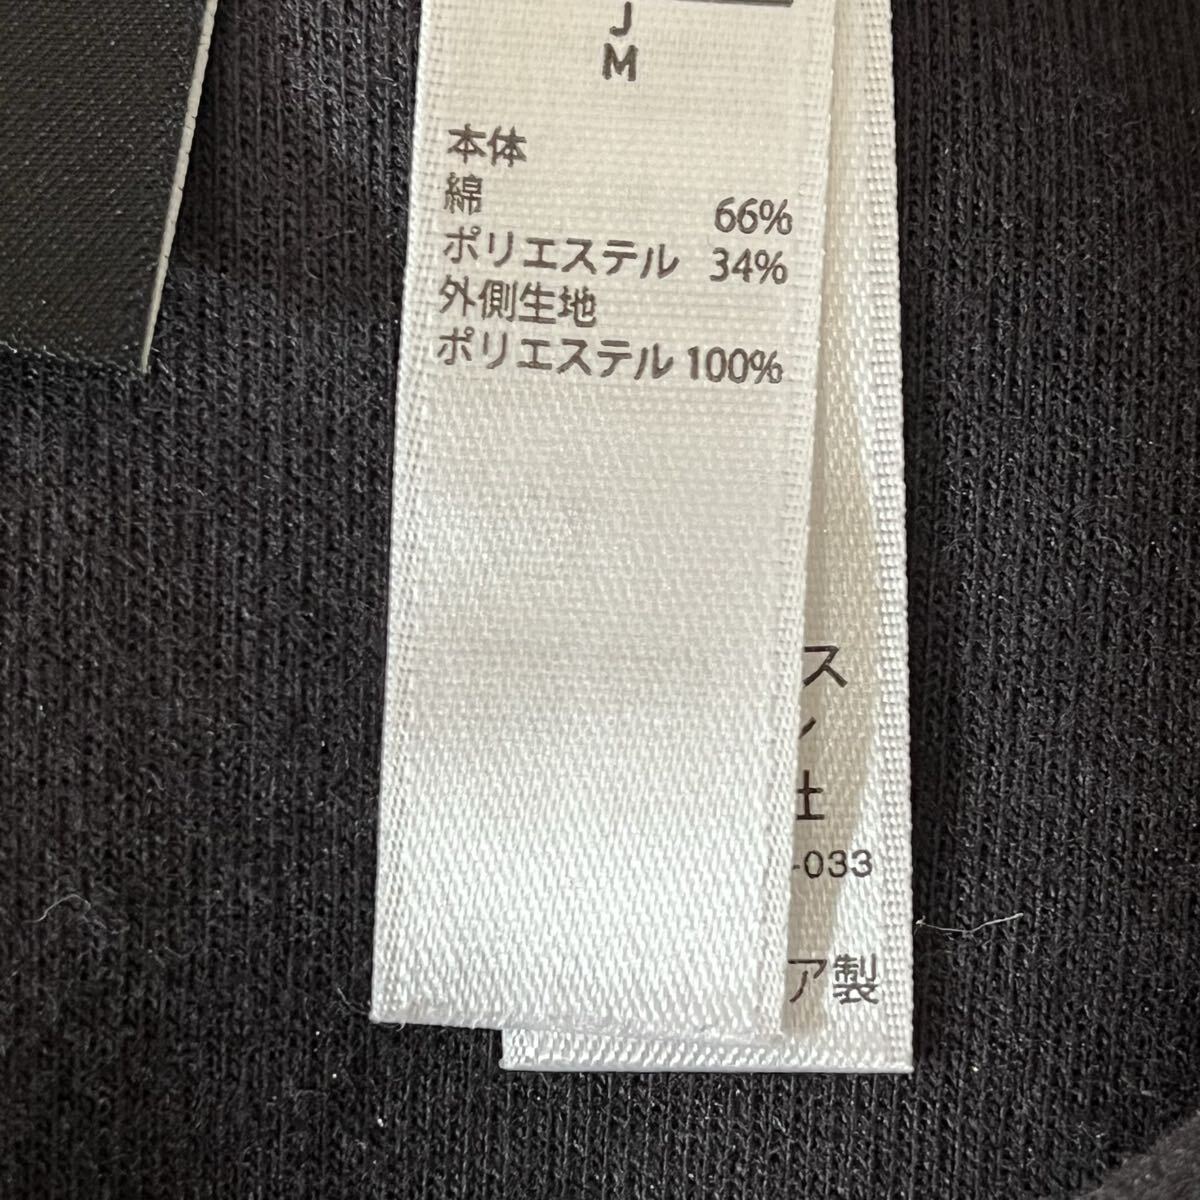 J
M
本体
綿 66%
ポリエステル 34%
外側生地
ポリエステル 100%
ス
-033
ア製